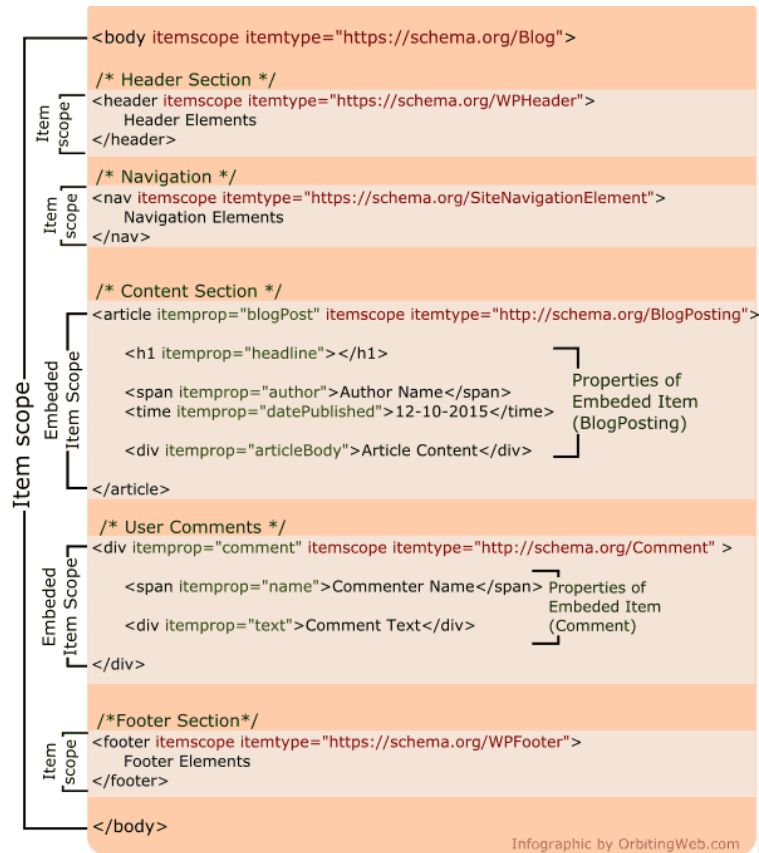 <body itemscope itemtype="https://schema.org/Blog">
/* Header Section */
Item scope
<header itemscope itemtype="https://schema.org/WPHeader">
Header Elements
</header>
/* Navigation */
Item scope
<nav itemscope itemtype="https://schema.org/SiteNavigationElement">
Navigation Elements
</nav>
/* Content Section */
Item scope
Embeded Item Scope
<article itemprop="blogPost" itemscope itemtype="http://schema.org/BlogPosting">
<h1 itemprop="headline"></h1>
<span itemprop="author">Author Name</span>
<time itemprop="datePublished">12-10-2015</time>
<div itemprop="articleBody">Article Content</div>
Properties of
Embeded Item
(BlogPosting)
</article>
/* User Comments */
Embeded Item Scope
<div itemprop="comment" itemscope itemtype="http://schema.org/Comment" >
<span itemprop="name">Commenter Name</span>
<div itemprop="text">Comment Text</div>
Properties of
Embeded Item
(Comment)
</div>
/*Footer Section*/
Item scope
<footer itemscope itemtype="https://schema.org/WPFooter">
Footer Elements
</footer>
</body>
Infographic by OrbitingWeb.com